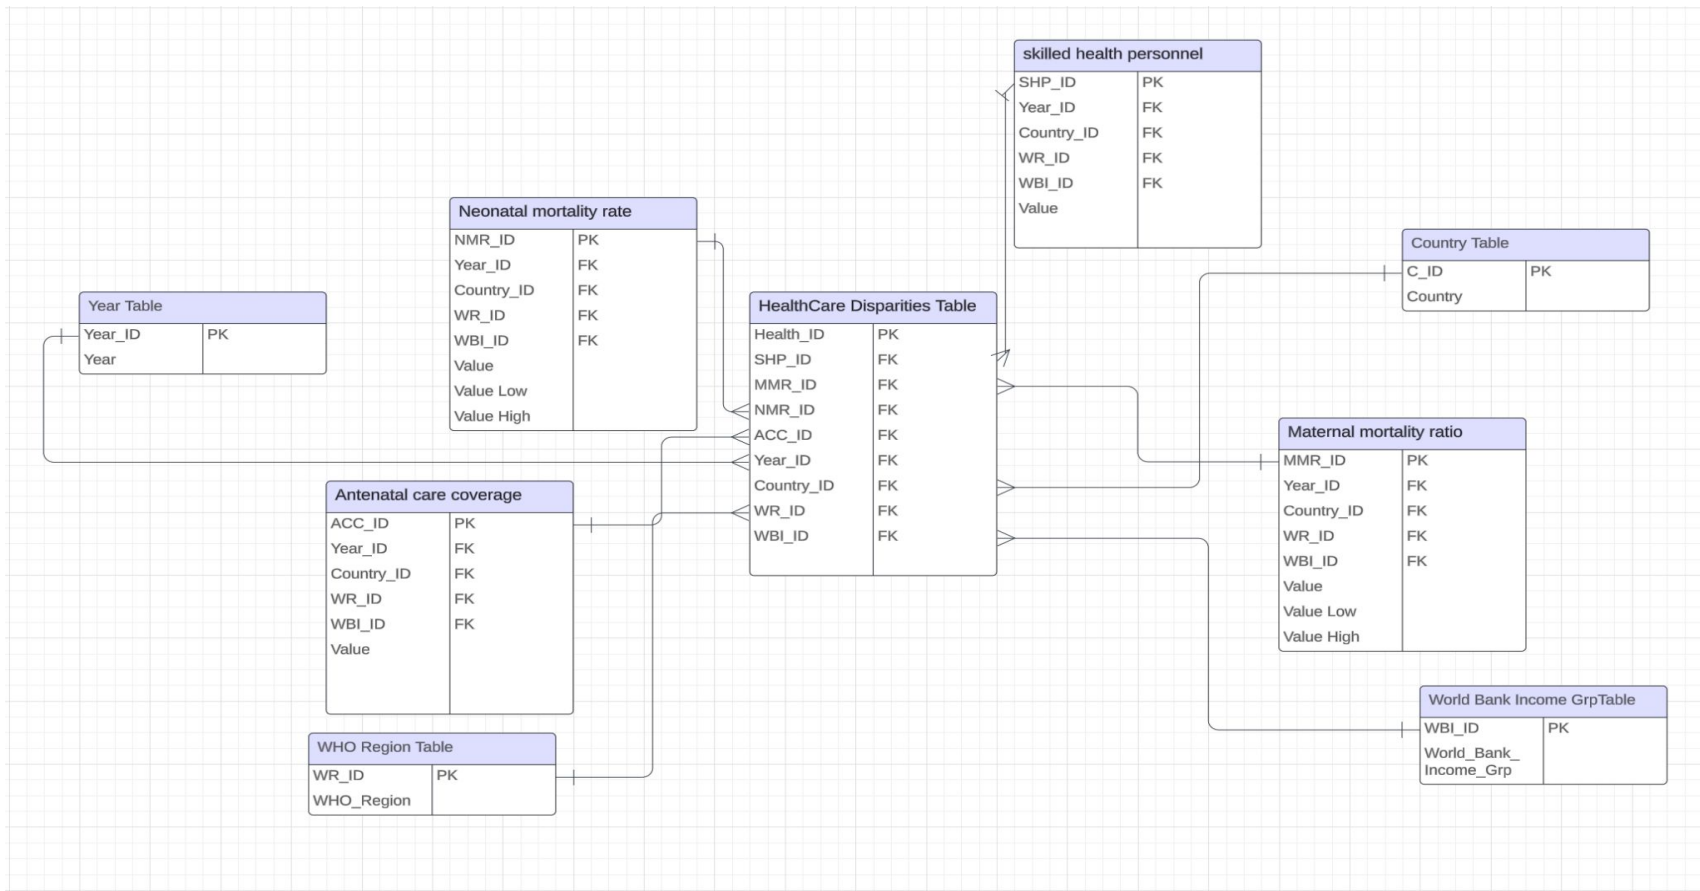 skilled health personnel
SHP_ID PK
Year_ID FK
Country_ID FK
WR_ID FK
WBI_ID FK
Value
Neonatal mortality rate
NMR_ID PK
Year_ID FK
Country_ID FK
WR_ID FK
WBI_ID FK
Value
Value Low
Value High
Country Table
C_ID PK
Country
Year Table
Year_ID PK
Year
HealthCare Disparities Table
Health_ID PK
SHP_ID FK
MMR_ID FK
NMR_ID FK
ACC_ID FK
Year_ID FK
Country_ID FK
WR_ID FK
WBI_ID FK
Maternal mortality ratio
MMR_ID PK
Year_ID FK
Country_ID FK
WR_ID FK
WBI_ID FK
Value
Value Low
Value High
Antenatal care coverage
ACC_ID PK
Year_ID FK
Country_ID FK
WR_ID FK
WBI_ID FK
Value
World Bank Income GrpTable
WBI_ID PK
World_Bank_
Income_Grp
WHO Region Table
WR_ID PK
WHO_Region